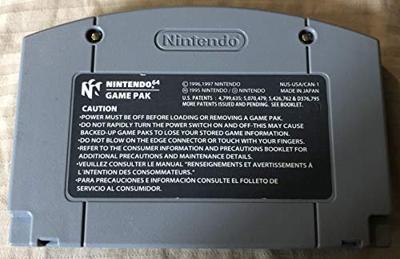 Nintendo
NINTENDO 64
GAME PAK
© 1996,1997 NINTENDO
NUS-USA/CAN-1
Ⓜ 1995 NINTENDO / Ⓓ NINTENDO
MADE IN JAPAN
U.S. PATENTS : 4,799,635; 5,070,479; 5,426,762 & D376,795
MORE PATENTS ISSUED AND PENDING. SEE BOOKLET.
CAUTION
•POWER MUST BE OFF BEFORE LOADING OR REMOVING A GAME PAK.
•DO NOT RAPIDLY TURN THE POWER SWITCH ON AND OFF-THIS MAY CAUSE
BACKED-UP GAME PAKS TO LOSE YOUR STORED GAME INFORMATION.
•DO NOT BLOW ON THE EDGE CONNECTOR OR TOUCH WITH YOUR FINGERS.
•REFER TO THE CONSUMER INFORMATION AND PRECAUTIONS BOOKLET FOR
ADDITIONAL PRECAUTIONS AND MAINTENANCE DETAILS.
•VEUILLEZ CONSULTER LE MANUAL "RENSEIGNEMENTS ET AVERTISSEMENTS À
L'INTENTION DES CONSOMMATEURS."
•PARA PRECAUCIONES E INFORMACIÓN CONSULTE EL FOLLETO DE
SERVICIO AL CONSUMIDOR.